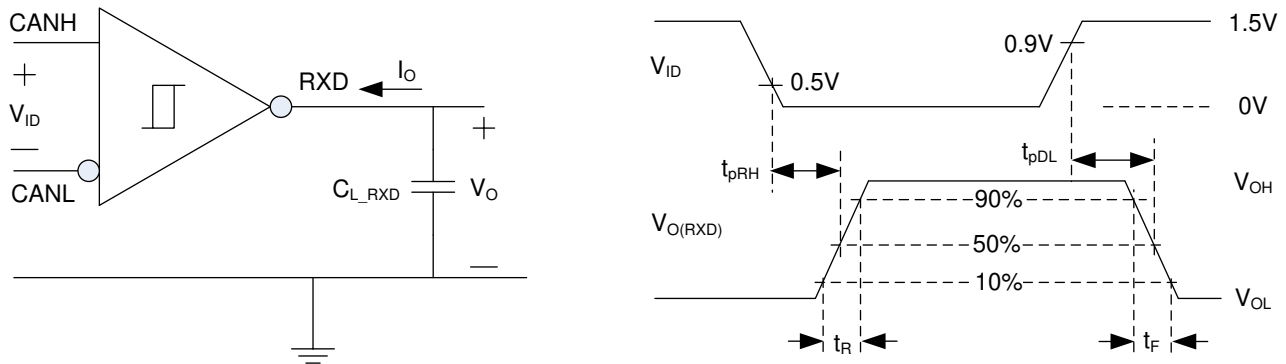 CANH
+
V_ID
—
CANL
RXD
I_O
+
C_L_RXD
V_O
—
V_ID
0.5V
0.9V
1.5V
0V
t_pRH
t_pDL
V_O(RXD)
90%
50%
10%
V_OH
V_OL
t_R
t_F